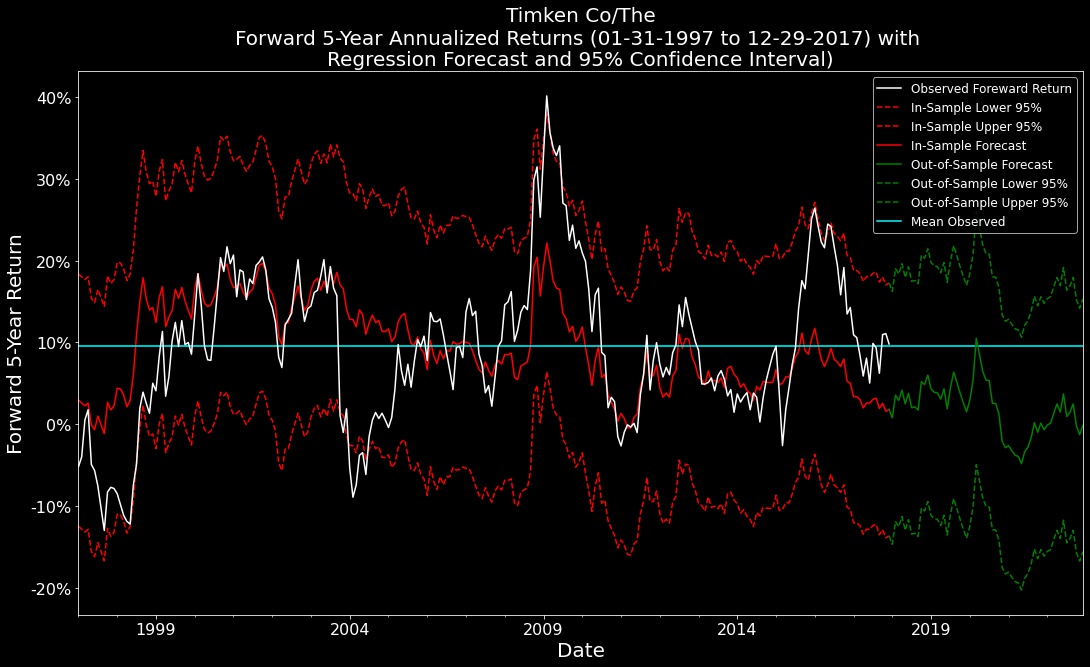 Timken Co/The
Forward 5-Year Annualized Returns (01-31-1997 to 12-29-2017) with
Regression Forecast and 95% Confidence Interval)
Observed Foreward Return
In-Sample Lower 95%
In-Sample Upper 95%
In-Sample Forecast
Out-of-Sample Forecast
Out-of-Sample Lower 95%
Out-of-Sample Upper 95%
Mean Observed
Forward 5-Year Return
40%
30%
20%
10%
0%
-10%
-20%
1999
2004
2009
2014
2019
Date